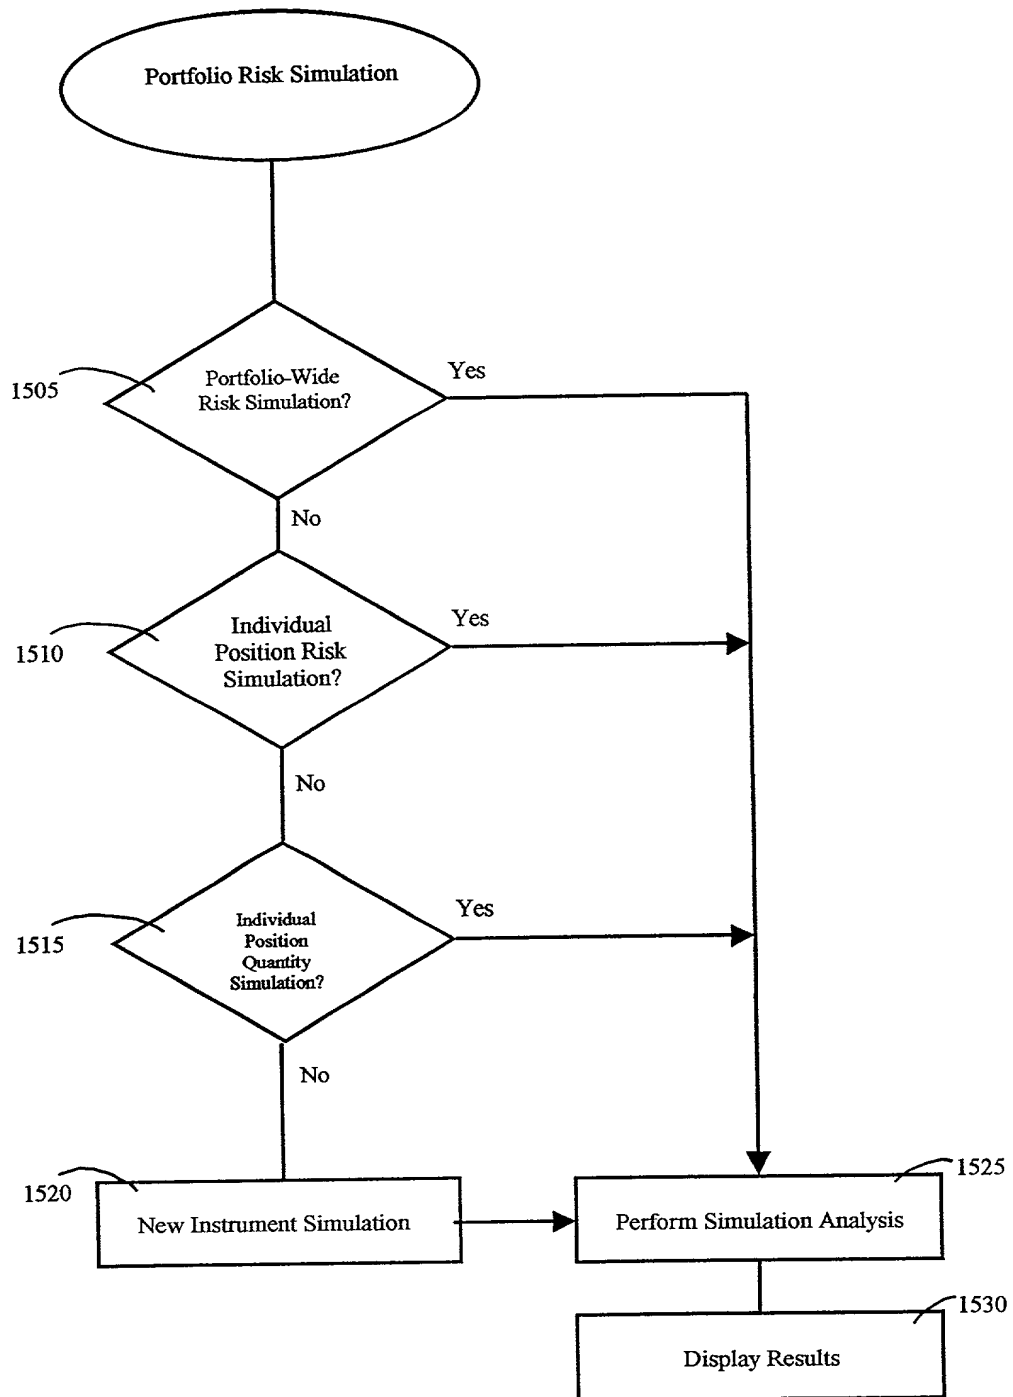 Portfolio Risk Simulation
1505
Portfolio-Wide
Risk Simulation?
Yes
No
1510
Individual
Position Risk
Simulation?
Yes
No
1515
Individual
Position
Quantity
Simulation?
Yes
No
1520
New Instrument Simulation
1525
Perform Simulation Analysis
1530
Display Results